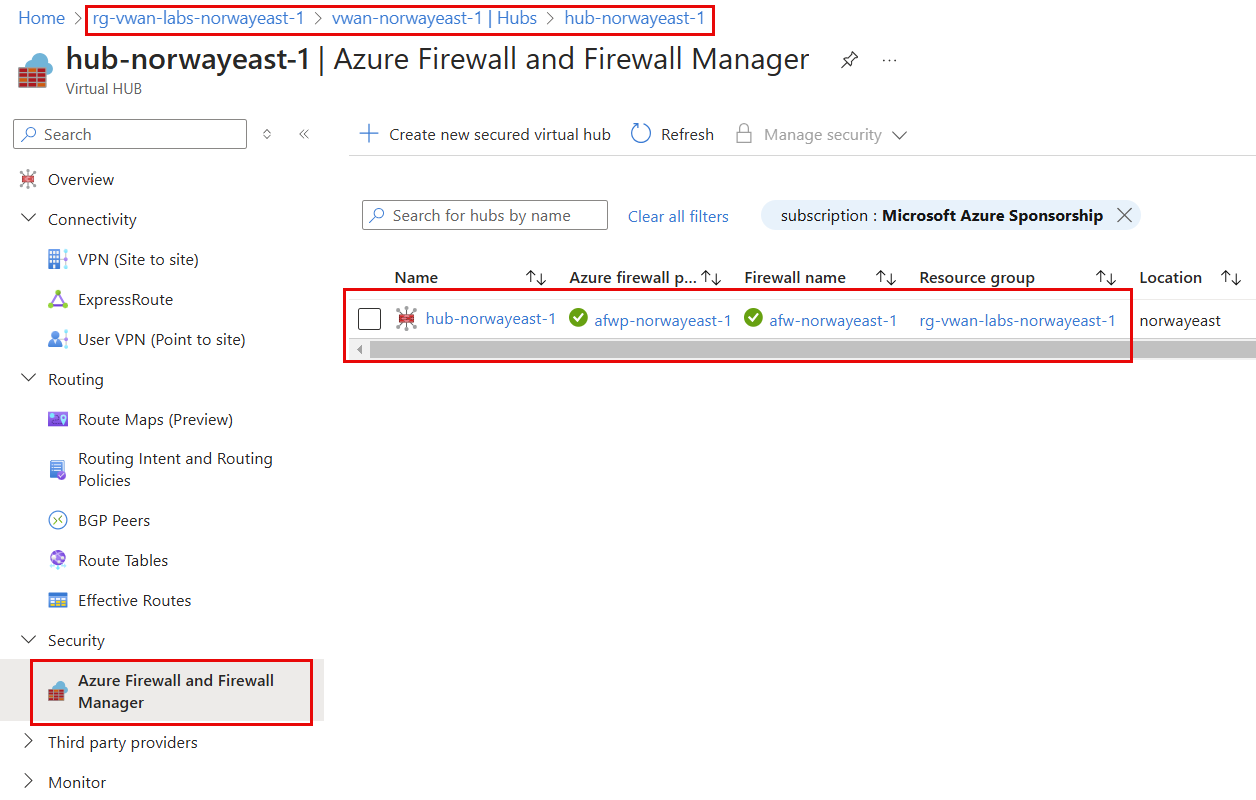 Home > rg-vwan-labs-norwayeast-1 > vwan-norwayeast-1 | Hubs > hub-norwayeast-1
hub-norwayeast-1 | Azure Firewall and Firewall Manager ...
Virtual HUB
Search
Overview
Connectivity
VPN (Site to site)
ExpressRoute
User VPN (Point to site)
Routing
Route Maps (Preview)
Routing Intent and Routing
Policies
BGP Peers
Route Tables
Effective Routes
Security
Azure Firewall and Firewall
Manager
Third party providers
Monitor
Create new secured virtual hub Refresh Manage security
Search for hubs by name Clear all filters subscription : Microsoft Azure Sponsorship
Name Azure firewall p... Firewall name Resource group Location
hub-norwayeast-1 afwp-norwayeast-1 afw-norwayeast-1 rg-vwan-labs-norwayeast-1 norwayeast